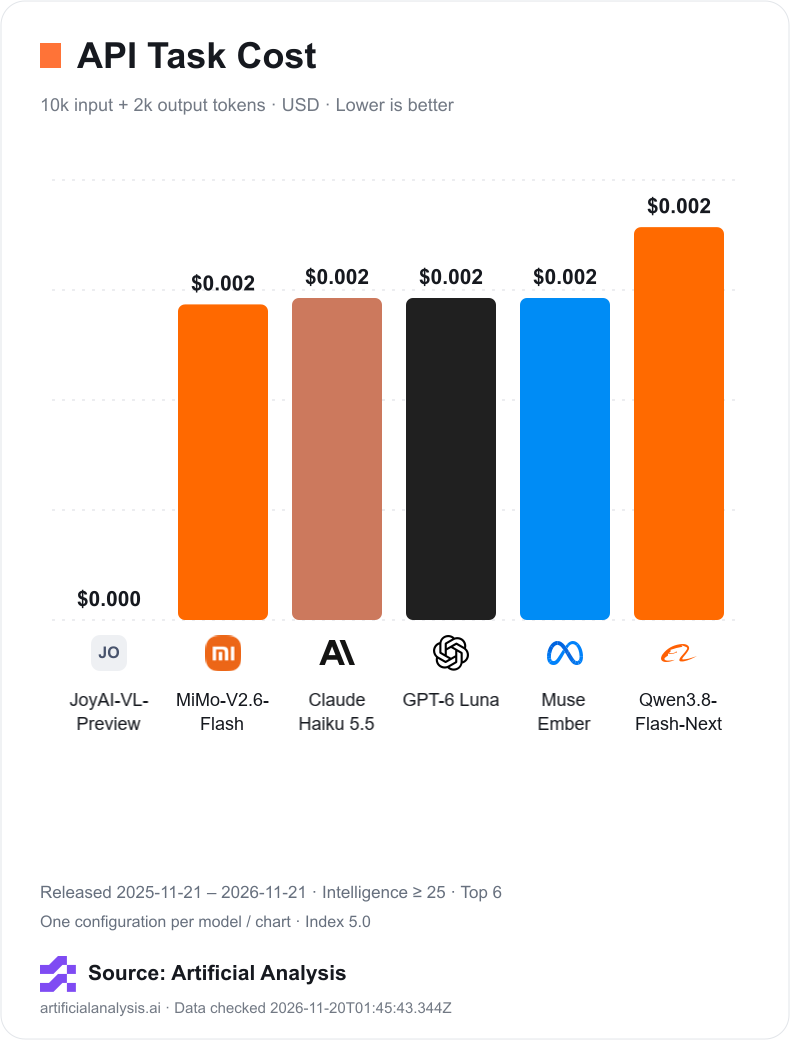 API Task Cost
10k input + 2k output tokens · USD · Lower is better
$0.002
$0.002
$0.002
$0.002
$0.002
$0.000
JO
JoyAI-VL-
Preview
MiMo-V2.6-
Flash
Claude
Haiku 5.5
GPT-6 Luna
Muse
Ember
Qwen3.8-
Flash-Next
Released 2025-11-21 – 2026-11-21 · Intelligence ≥ 25 · Top 6
One configuration per model / chart · Index 5.0
Source: Artificial Analysis
artificialanalysis.ai · Data checked 2026-11-20T01:45:43.344Z